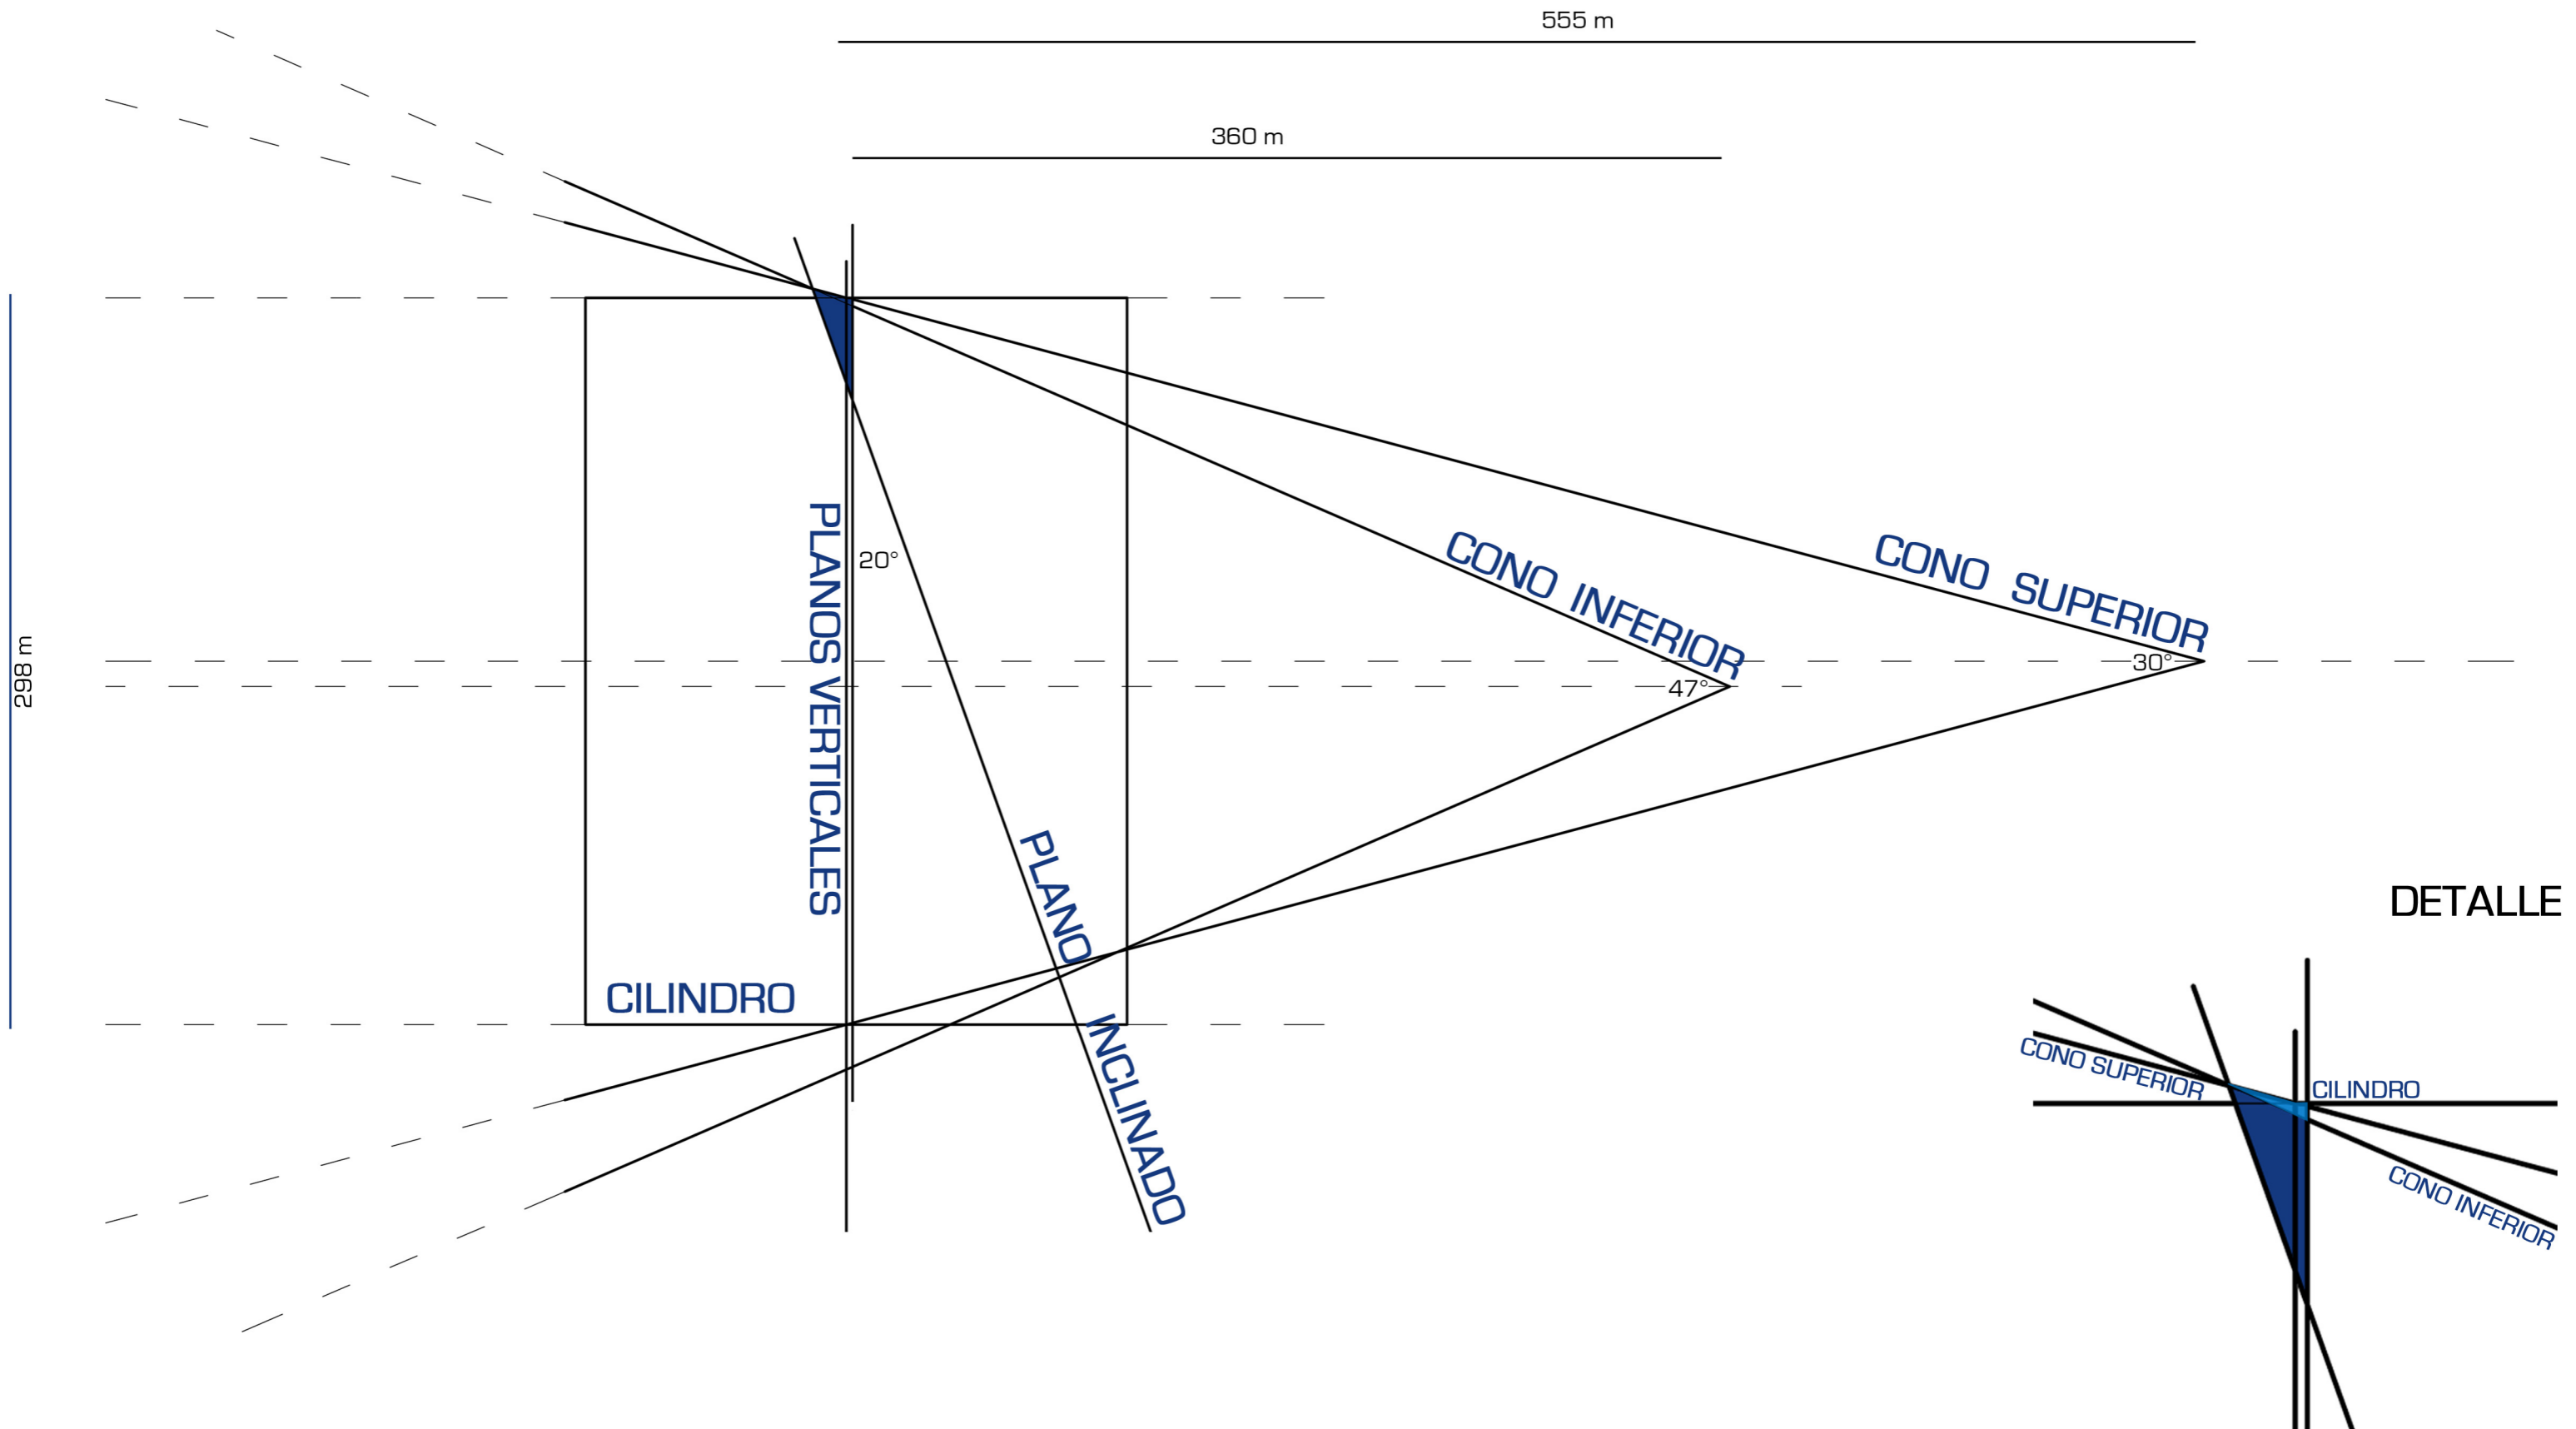 555 m
360 m
298 m
PLANOS VERTICALES
20°
CONO INFERIOR
CONO SUPERIOR
30°
47°
PLANO INCLINADO
CILINDRO
DETALLE
CONO SUPERIOR
CILINDRO
CONO INFERIOR